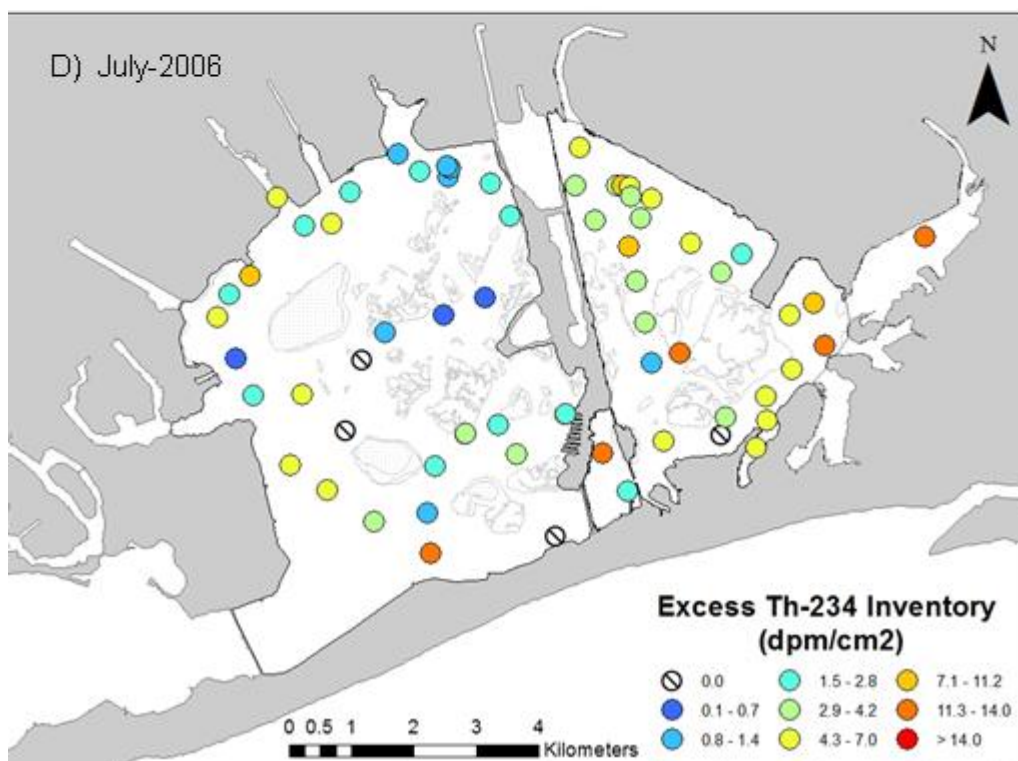 D) July-2006
N
Excess Th-234 Inventory
(dpm/cm2)
0.0 1.5 - 2.8 7.1 - 11.2
0.1 - 0.7 2.9 - 4.2 11.3 - 14.0
0.8 - 1.4 4.3 - 7.0 > 14.0
0 0.5 1 2 3 4
Kilometers